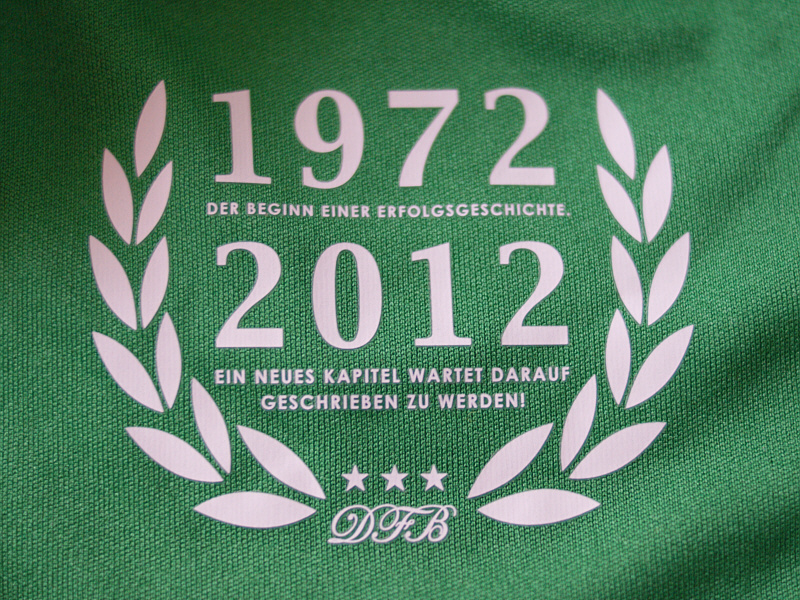 1972
DER BEGINN EINER ERFOLGSGESCHICHTE.
2012
EIN NEUES KAPITEL WARTET DARAUF
GESCHRIEBEN ZU WERDEN!
DFB